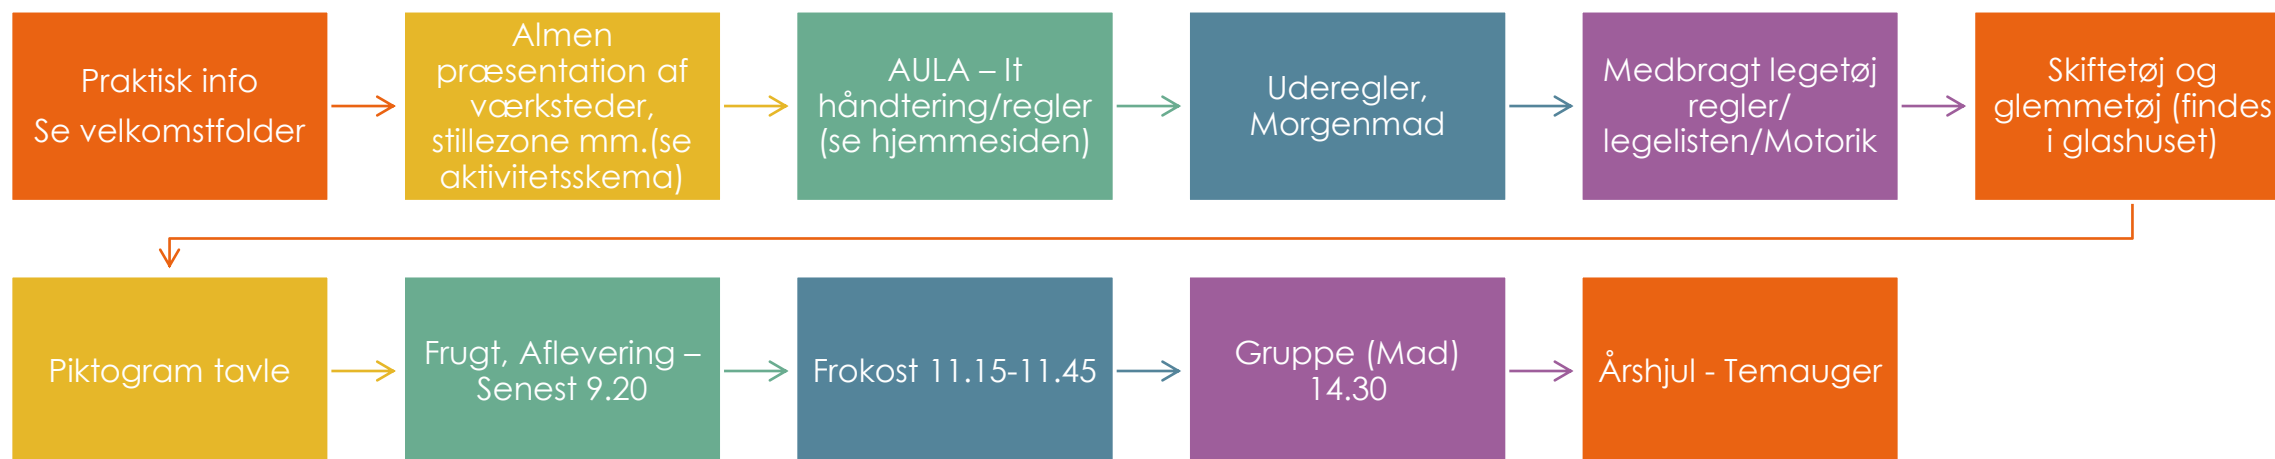 Praktisk info
Se velkomstfolder
Almen
præsentation af
værksteder,
stillezone mm.(se
aktivitetsskema)
AULA – It
håndtering/regler
(se hjemmesiden)
Uderegler,
Morgenmad
Medbragt legetøj
regler/
legelisten/Motorik
Skiftetøj og
glemmetøj (findes
i glashuset)
Piktogram tavle
Frugt, Aflevering –
Senest 9.20
Frokost 11.15-11.45
Gruppe (Mad)
14.30
Årshjul - Temauger